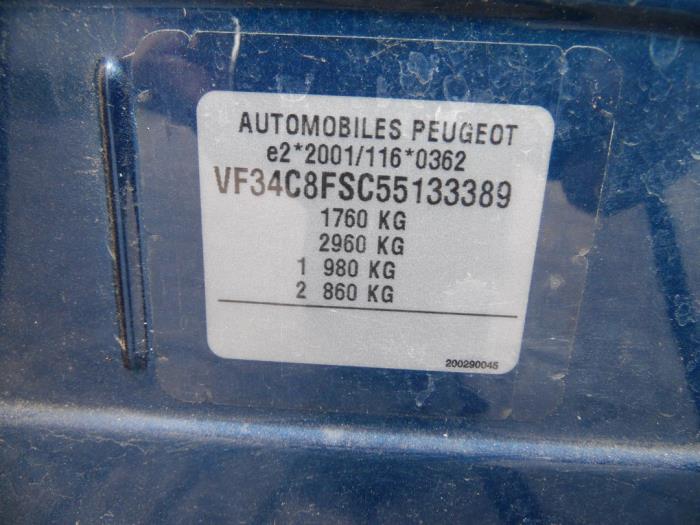 AUTOMOBILES PEUGEOT
e2*2001/116*0362
VF34C8FSC55133389
1760 KG
2960 KG
1 980 KG
2 860 KG
200290045